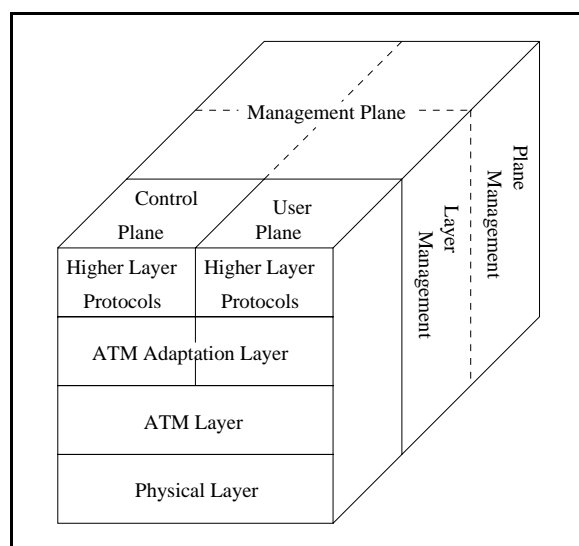 Management Plane
Control
Plane
User
Plane
Higher Layer
Protocols
Higher Layer
Protocols
ATM Adaptation Layer
ATM Layer
Physical Layer
Layer
Management
Plane
Management